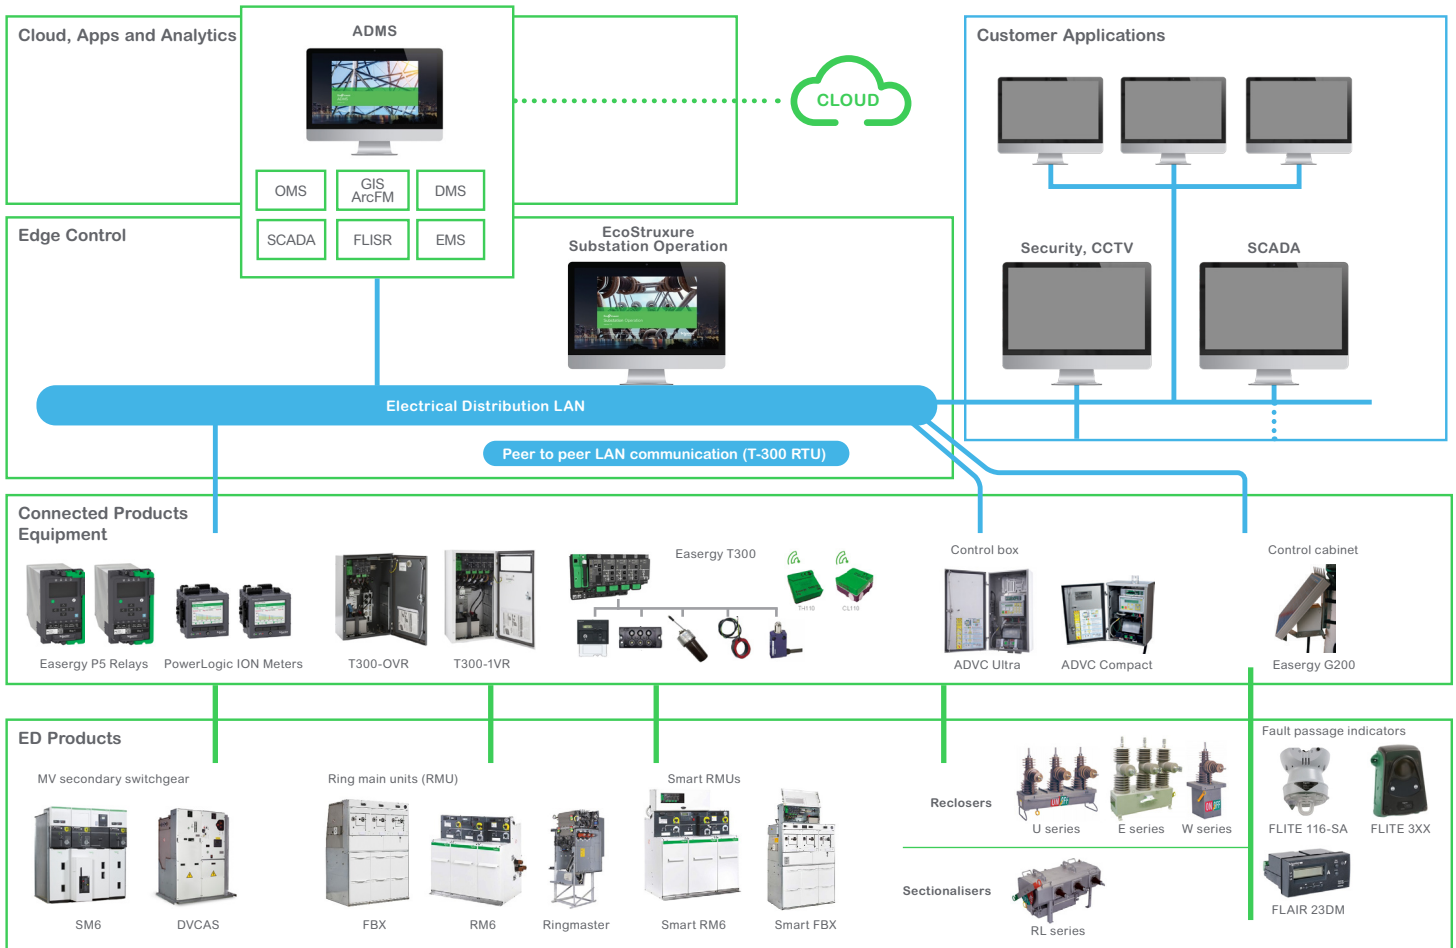 Cloud, Apps and Analytics
ADMS
CLOUD
OMS
GIS
ArcFM
DMS
SCADA
FLISR
EMS
Customer Applications
Security, CCTV
SCADA
Edge Control
EcoStruxure
Substation Operation
Electrical Distribution LAN
Peer to peer LAN communication (T-300 RTU)
Connected Products
Equipment
Easergy P5 Relays
PowerLogic ION Meters
T300-OVR
T300-1VR
Easergy T300
TH110
CL110
Control box
ADVC Ultra
ADVC Compact
Control cabinet
Easergy G200
ED Products
MV secondary switchgear
SM6
DVCAS
Ring main units (RMU)
FBX
RM6
Ringmaster
Smart RMUs
Smart RM6
Smart FBX
Reclosers
U series
E series
W series
Sectionalisers
RL series
Fault passage indicators
FLITE 116-SA
FLITE 3XX
FLAIR 23DM